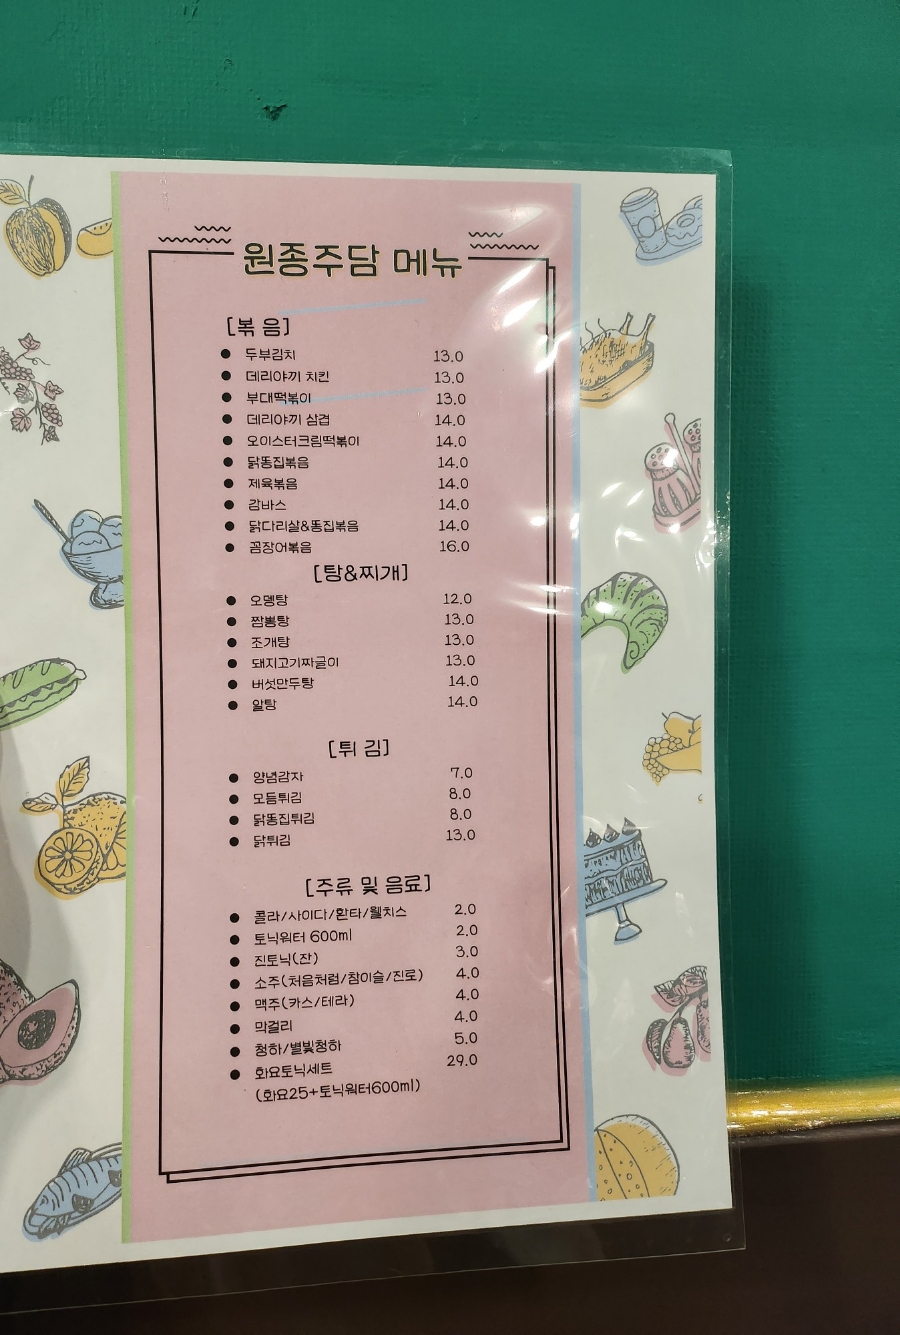 원종주담 메뉴
[볶 음]
두부김치 13.0
데리야끼 치킨 13.0
부대떡볶이 13.0
데리야끼 삼겹 14.0
오이스터크림떡볶이 14.0
닭똥집볶음 14.0
제육볶음 14.0
감바스 14.0
닭다리살&똥집볶음 14.0
꼼장어볶음 16.0
[탕&찌개]
오뎅탕 12.0
짬뽕탕 13.0
조개탕 13.0
돼지고기짜글이 13.0
버섯만두탕 14.0
알탕 14.0
[튀 김]
양념감자 7.0
모듬튀김 8.0
닭똥집튀김 8.0
닭튀김 13.0
[주류 및 음료]
콜라/사이다/환타/웰치스 2.0
토닉워터 600ml 2.0
진토닉(잔) 3.0
소주(처음처럼/참이슬/진로) 4.0
맥주(카스/테라) 4.0
막걸리 4.0
청하/별빛청하 5.0
화요토닉세트 29.0
(화요25+토닉워터600ml)